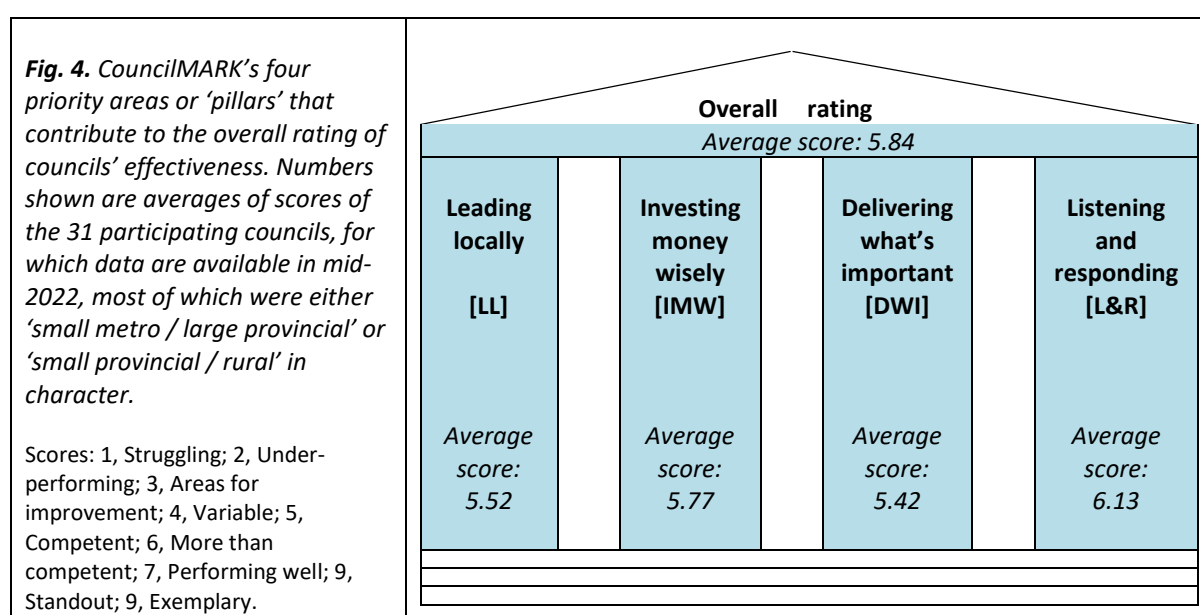 Fig. 4. CouncilMARK's four
priority areas or 'pillars' that
contribute to the overall rating of
councils' effectiveness. Numbers
shown are averages of scores of
the 31 participating councils, for
which data are available in mid-
2022, most of which were either
'small metro / large provincial' or
'small provincial / rural' in
character.
Scores: 1, Struggling; 2, Under-
performing; 3, Areas for
improvement; 4, Variable; 5,
Competent; 6, More than
competent; 7, Performing well; 9,
Standout; 9, Exemplary.
Overall rating
Average score: 5.84
Leading
locally
[LL]
Average
score:
5.52
Investing
money
wisely
[IMW]
Average
score:
5.77
Delivering
what's
important
[DWI]
Average
score:
5.42
Listening
and
responding
[L&R]
Average
score:
6.13